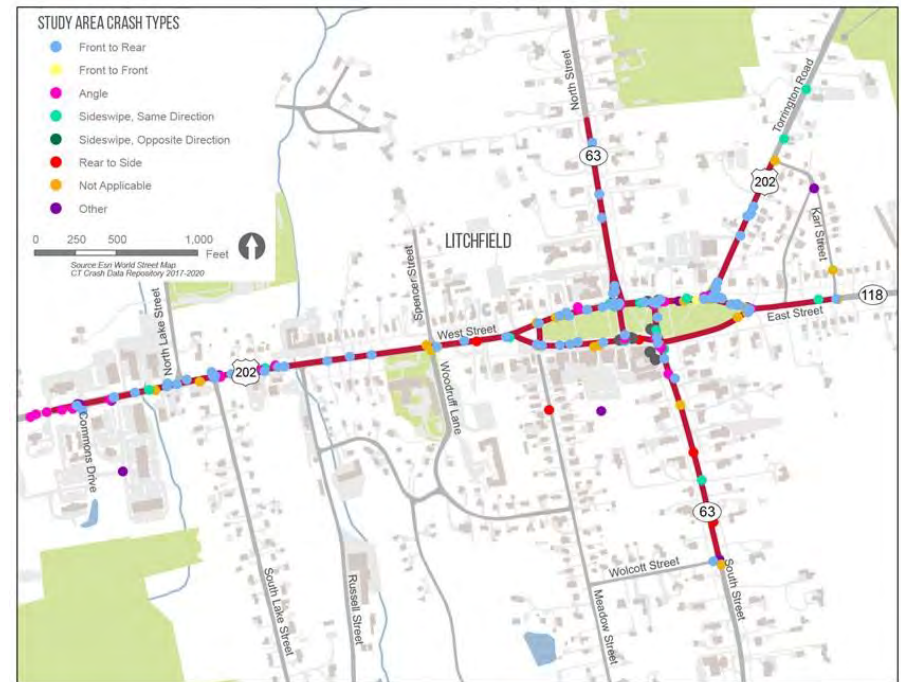 STUDY AREA CRASH TYPES
Front to Rear
Front to Front
Angle
Sideswipe, Same Direction
Sideswipe, Opposite Direction
Rear to Side
Not Applicable
Other
0 250 500 1,000
Feet
Source Esri World Street Map
CT Crash Data Repository 2017-2020
North Street
Torrington Road
63
202
LITCHFIELD
Karl Street
Spencer Street
118
North Lake Street
West Street
East Street
202
Woodruff Lane
Commons Drive
63
Wolcott Street
South Lake Street
Russell Street
Meadow Street
South Street